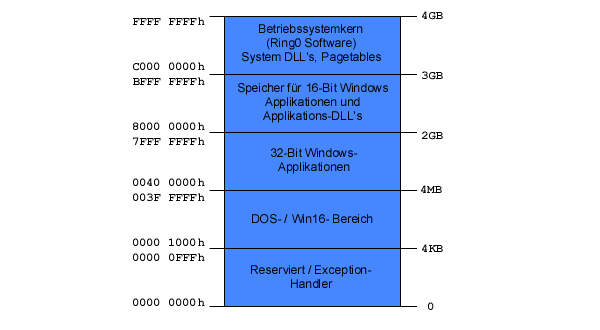 FFFF FFFFh
4GB
Betriebssystemkern
(Ring0 Software)
System DLL's, Pagetables
C000 0000h
3GB
BFFF FFFFh
Speicher für 16-Bit Windows
Applikationen und
Applikations-DLL's
8000 0000h
2GB
7FFF FFFFh
32-Bit Windows-
Applikationen
0040 0000h
4MB
003F FFFFh
DOS- / Win16- Bereich
0000 1000h
4KB
0000 0FFFh
Reserviert / Exception-
Handler
0000 0000h
0